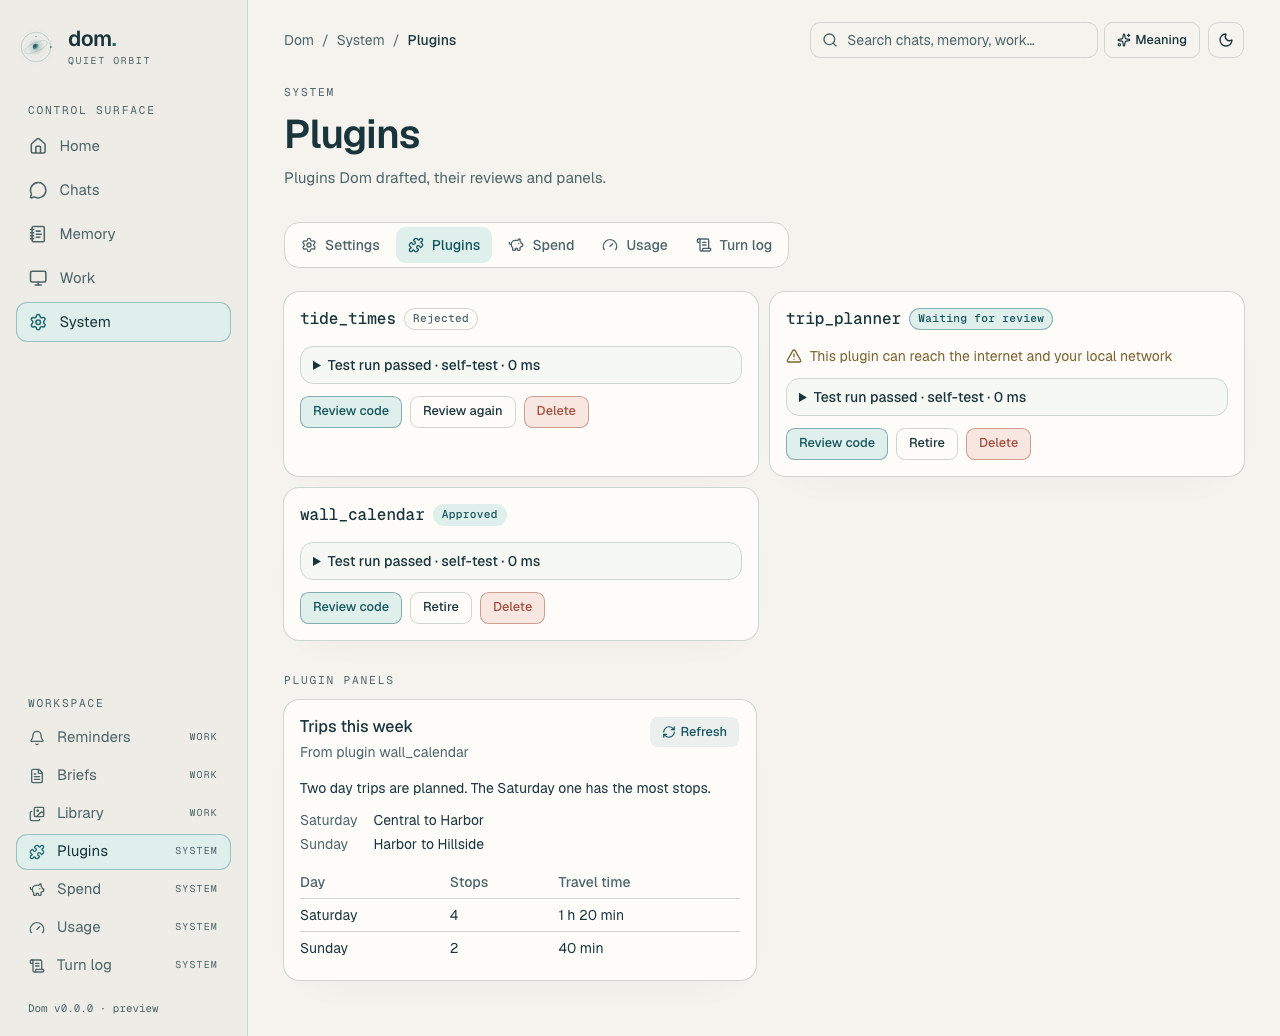 dom.
QUIET ORBIT
CONTROL SURFACE
Home
Chats
Memory
Work
System
WORKSPACE
Reminders WORK
Briefs WORK
Library WORK
Plugins SYSTEM
Spend SYSTEM
Usage SYSTEM
Turn log SYSTEM
Dom v0.0.0 · preview
Dom / System / Plugins
Search chats, memory, work…
Meaning
SYSTEM
Plugins
Plugins Dom drafted, their reviews and panels.
Settings Plugins Spend Usage Turn log
tide_times Rejected
Test run passed · self-test · 0 ms
Review code Review again Delete
trip_planner Waiting for review
This plugin can reach the internet and your local network
Test run passed · self-test · 0 ms
Review code Retire Delete
wall_calendar Approved
Test run passed · self-test · 0 ms
Review code Retire Delete
PLUGIN PANELS
Trips this week
Refresh
From plugin wall_calendar
Two day trips are planned. The Saturday one has the most stops.
Saturday Central to Harbor
Sunday Harbor to Hillside
Day Stops Travel time
Saturday 4 1 h 20 min
Sunday 2 40 min